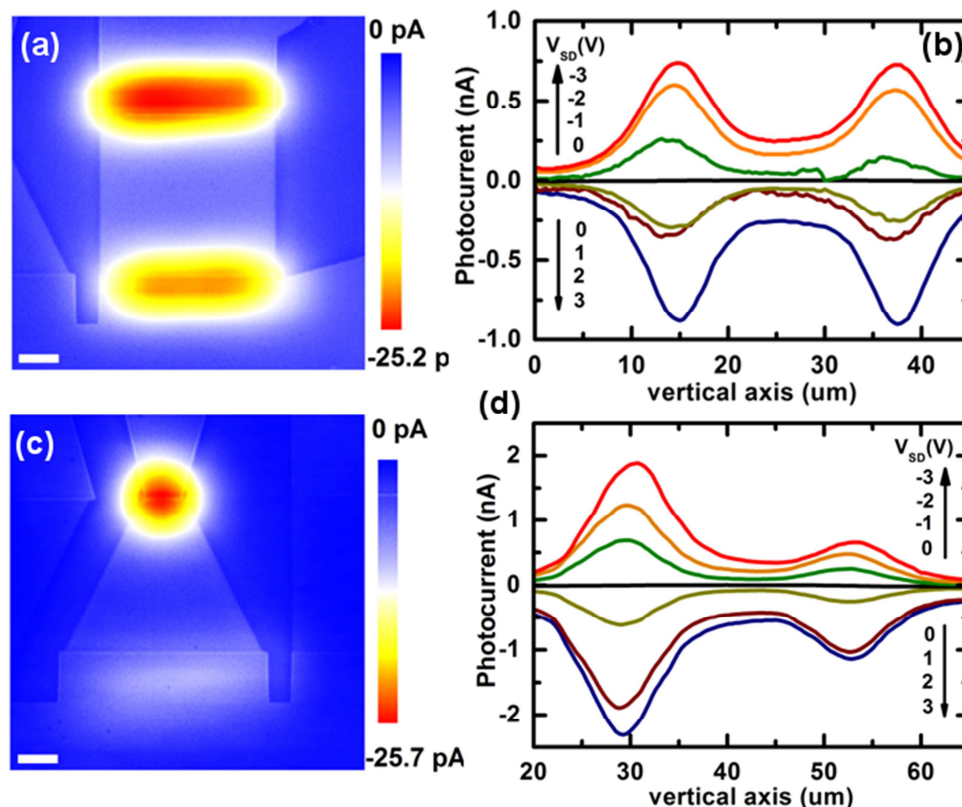 (a)
0 pA
-25.2 p
(b)
V_SD(V)
-3
-2
-1
0
0
1
2
3
Photocurrent (nA)
1.0
0.5
0.0
-0.5
-1.0
0 10 20 30 40
vertical axis (um)
(c)
0 pA
-25.7 pA
(d)
V_SD(V)
-3
-2
-1
0
0
1
2
3
Photocurrent (nA)
2
1
0
-1
-2
20 30 40 50 60
vertical axis (um)